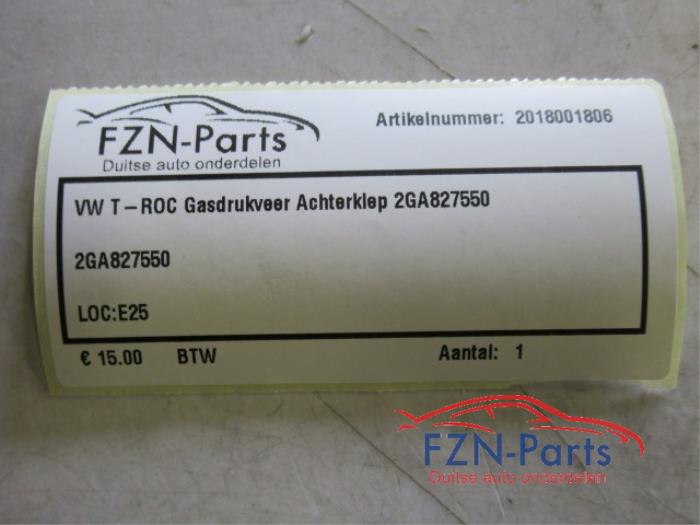 FZN-Parts
Duitse auto onderdelen
Artikelnummer: 2018001806
VW T-ROC Gasdrukveer Achterklep 2GA827550
2GA827550
LOC:E25
€ 15.00 BTW Aantal: 1
FZN-Parts
Duitse auto onderdelen